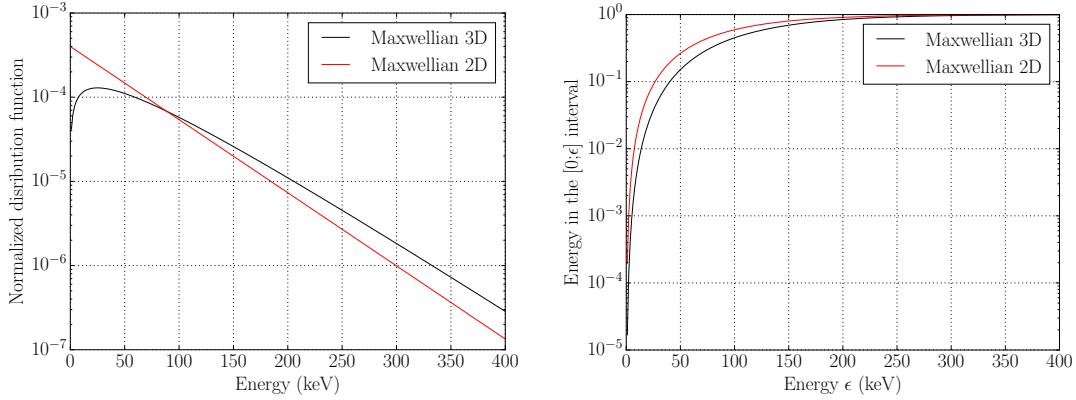 10⁻³
10⁻⁴
10⁻⁵
10⁻⁶
10⁻⁷
Normalized disribution function
Maxwellian 3D
Maxwellian 2D
0 50 100 150 200 250 300 350 400
Energy (keV)
10⁰
10⁻¹
10⁻²
10⁻³
10⁻⁴
10⁻⁵
Energy in the [0;ϵ] interval
Maxwellian 3D
Maxwellian 2D
0 50 100 150 200 250 300 350 400
Energy ϵ (keV)